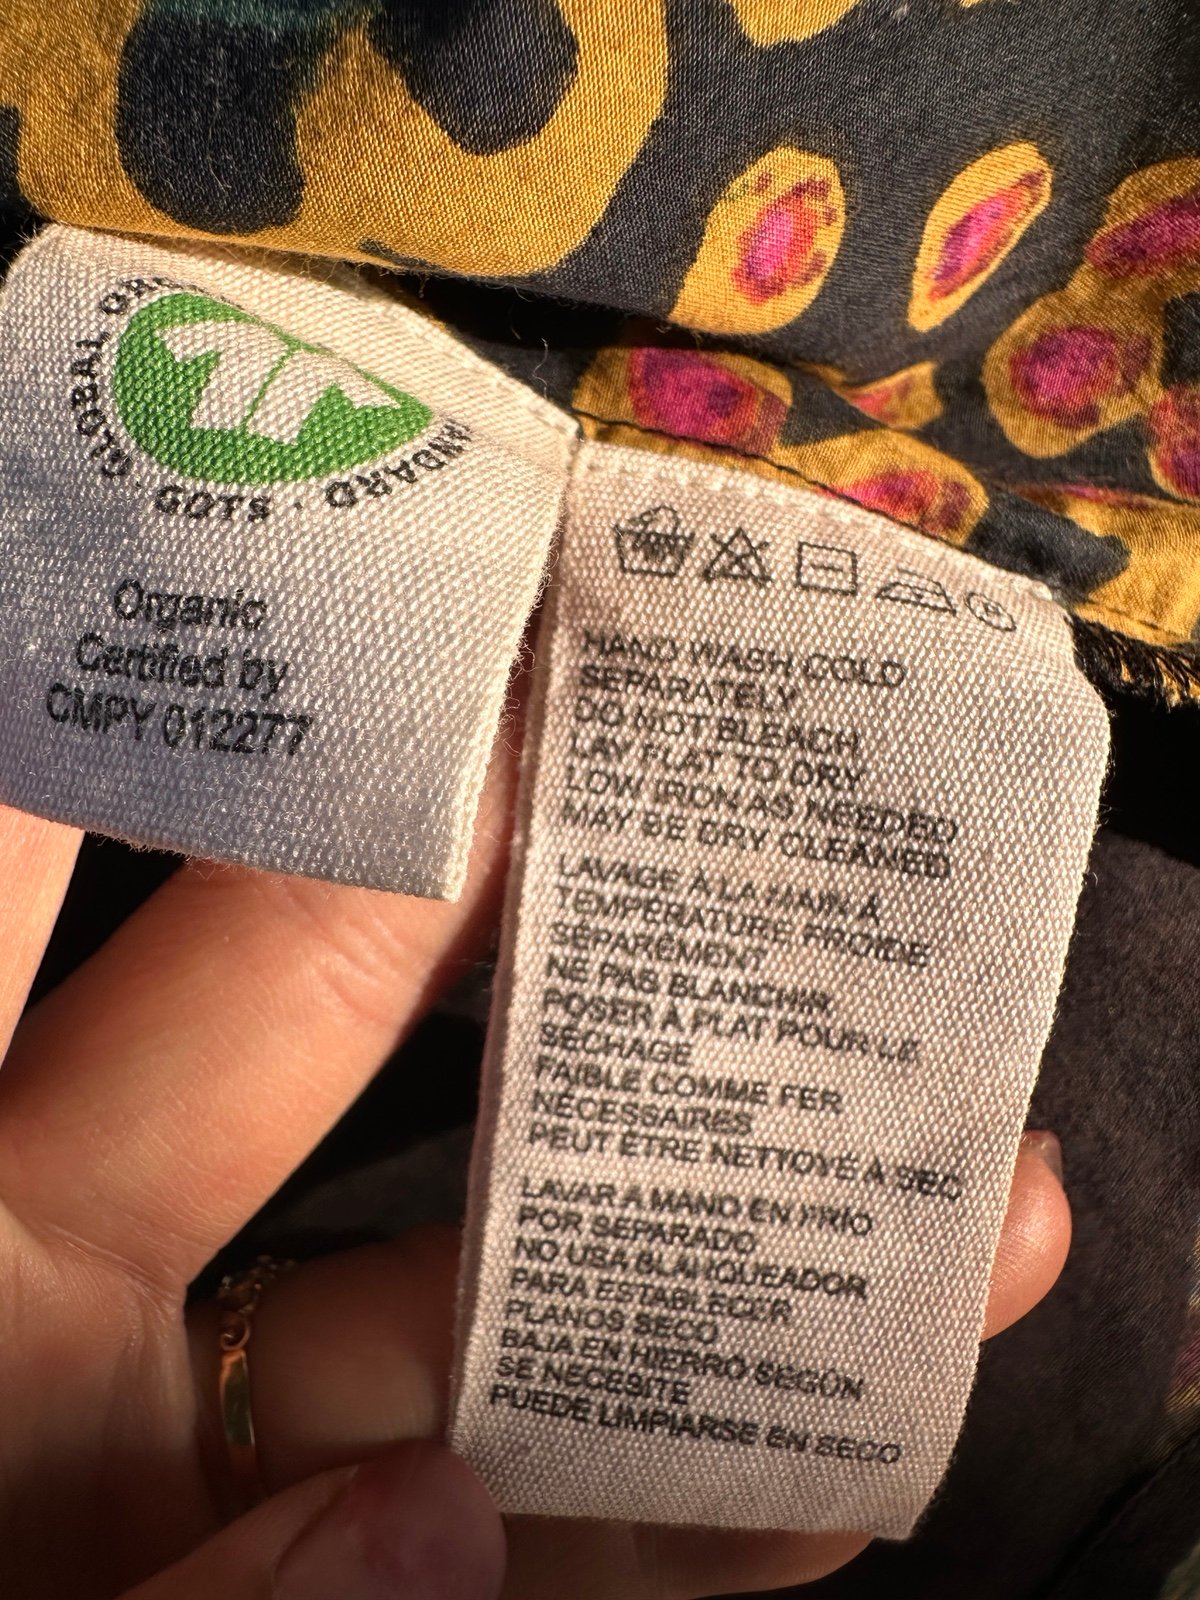 GLOBAL
STANDARD
· GOTS ·
Organic
Certified by
CMPY 012277
P
HAND WASH COLD
SEPARATELY
DO NOT BLEACH
LAY FLAT TO DRY
LOW IRON AS NEEDED
MAY BE DRY CLEANED
LAVAGE À LA MAIN À
TEMPÉRATURE FROIDE
SÉPARÉMENT
NE PAS BLANCHIR
POSER À PLAT POUR LE
SÉCHAGE
FAIBLE COMME FER
NÉCESSAIRES
PEUT ETRE NETTOYÉ À SEC
LAVAR A MANO EN FRÍO
POR SEPARADO
NO USA BLANQUEADOR
PARA ESTABLECER
PLANOS SECO
BAJA EN HIERRO SEGÚN
SE NECESITE
PUEDE LIMPIARSE EN SECO